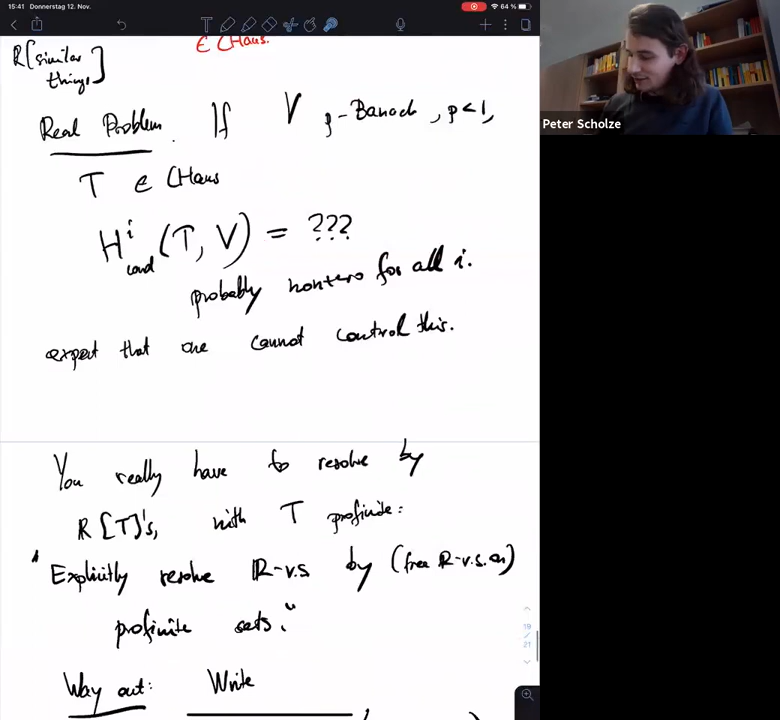 15:41 Donnerstag 12. Nov.
64 %
∈ CHaus.
R[similar
things]
Real Problem. If V p-Banach, p<1,
T ∈ CHaus
H^i_cond (T, V) = ???
probably nonzero for all i.
expect that one cannot control this.
You really have to resolve by
R[T]'s, with T profinite:
"Explicitly resolve R-v.s by (free R-v.s. on)
profinite sets."
Way out: Write
19
21
Peter Scholze